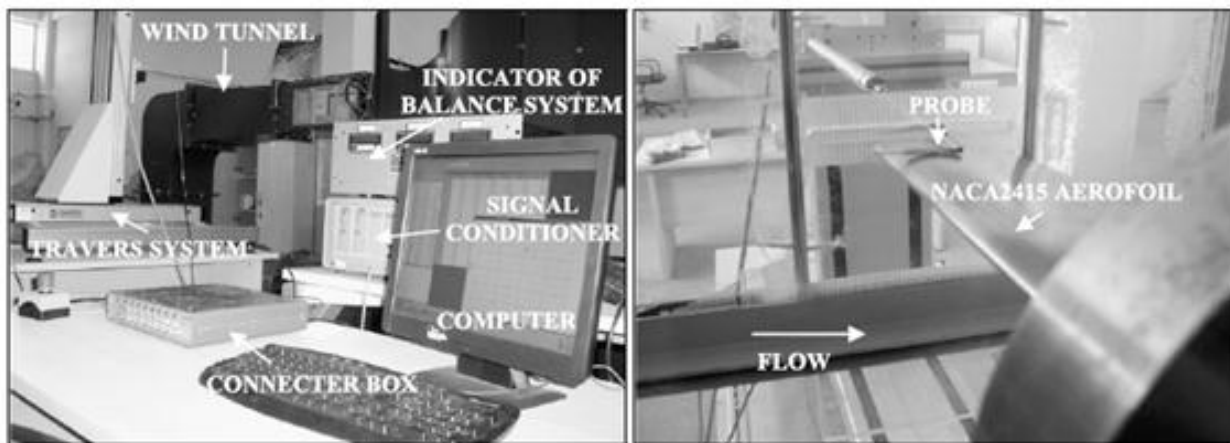 WIND TUNNEL
INDICATOR OF
BALANCE SYSTEM
SIGNAL
CONDITIONER
TRAVERS SYSTEM
COMPUTER
CONNECTER BOX
PROBE
NACA2415 AEROFOIL
FLOW